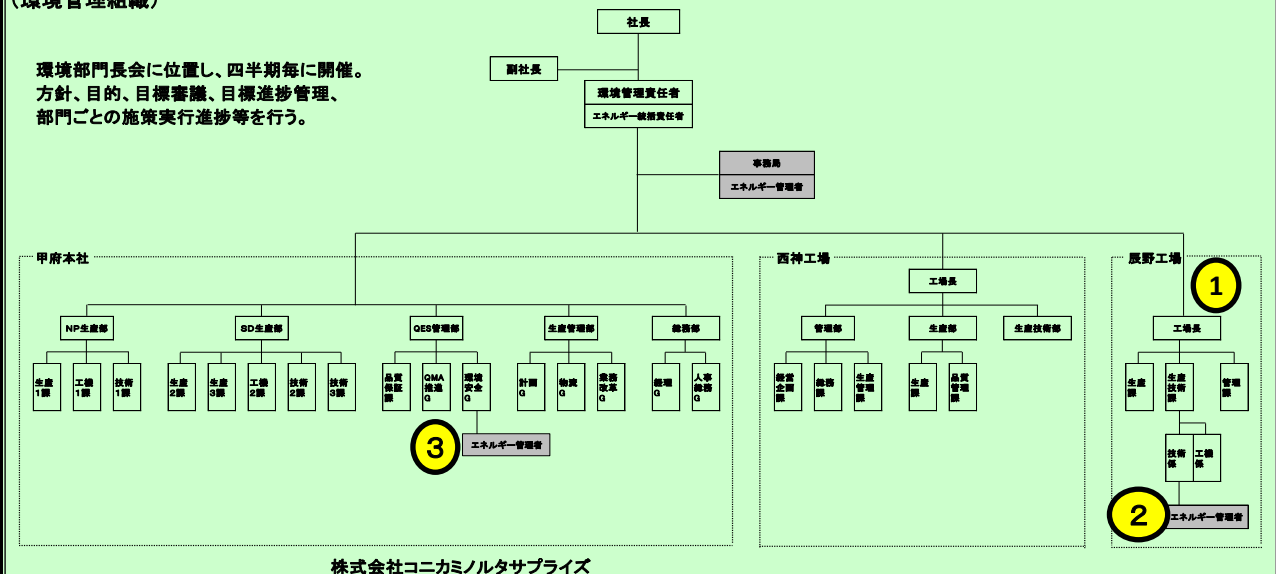 （環境管理組織）
社長
環境部門長会に位置し、四半期毎に開催。
方針、目的、目標審議、目標進捗管理、
部門ごとの施策実行進捗等を行う。
副社長
環境管理責任者
エネルギー統括責任者
事務局
エネルギー管理者
甲府本社
NP生産部
SD生産部
QES管理部
生産管理部
総務部
生産
1課
工機
1課
技術
1課
生産
2課
生産
3課
工機
2課
技術
2課
技術
3課
品質
保証
課
QMA
推進
G
環境
安全
G
計画
G
物流
G
業務
改革
G
経理
G
人事
総務
G
3
エネルギー管理者
西神工場
工場長
管理部
生産部
生産技術部
経営
企画
課
総務
課
生産
管理
課
生産
課
品質
管理
課
辰野工場
1
工場長
生産
課
生産
技術
課
管理
課
技術
係
工機
係
2
エネルギー管理者
株式会社コニカミノルタサプライズ